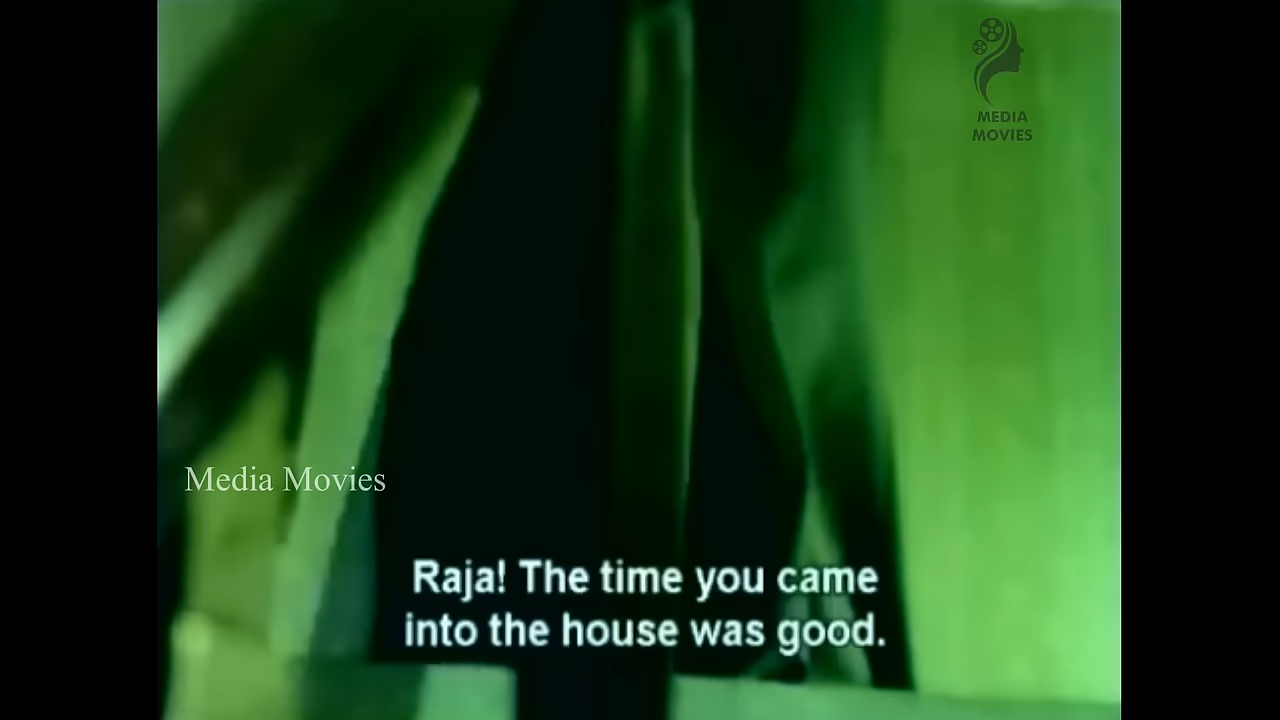 MEDIA
MOVIES
Media Movies
Raja! The time you came
into the house was good.